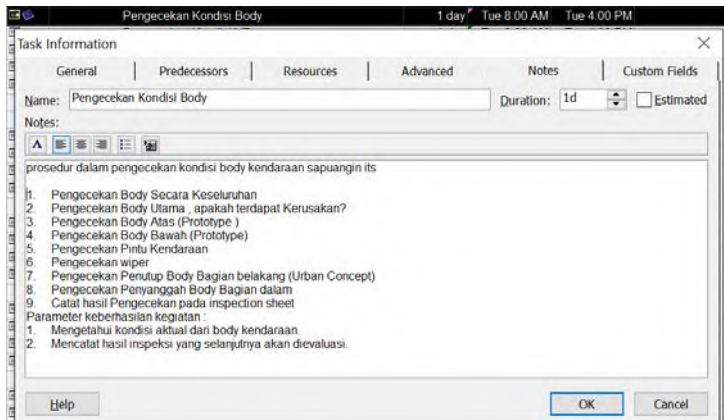 Pengecekan Kondisi Body 1 day Tue 8.00 AM Tue 4.00 PM
Task Information
General Predecessors Resources Advanced Notes Custom Fields
Name: Pengecekan Kondisi Body Duration: 1d Estimated
Notes:
A
prosedur dalam pengecekan kondisi body kendaraan sapuangin its
1. Pengecekan Body Secara Keseluruhan
2. Pengecekan Body Utama , apakah terdapat Kerusakan?
3. Pengecekan Body Atas (Prototype )
4. Pengecekan Body Bawah (Prototype)
5. Pengecekan Pintu Kendaraan
6. Pengecekan wiper
7. Pengecekan Penutup Body Bagian belakang (Urban Concept)
8. Pengecekan Penyanggah Body Bagian dalam
9. Catat hasil Pengecekan pada inspection sheet
Parameter keberhasilan kegiatan :
1. Mengetahui kondisi aktual dari body kendaraan.
2. Mencatat hasil inspeksi yang selanjutnya akan dievaluasi.
Help OK Cancel